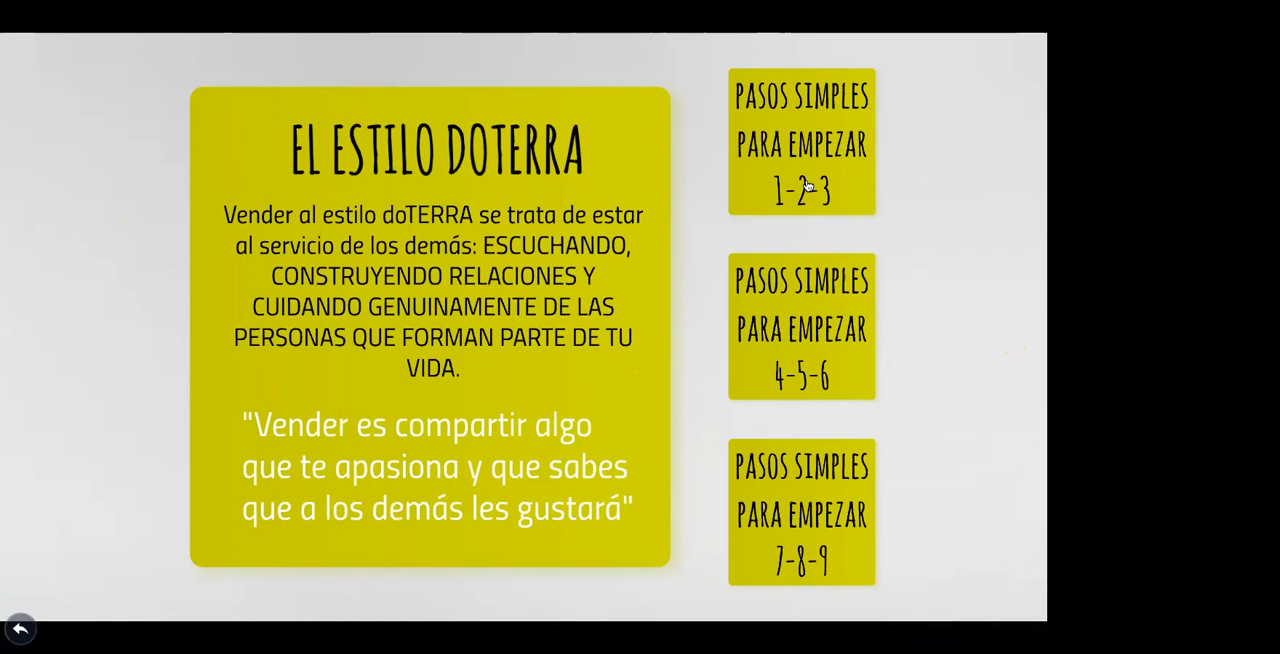 EL ESTILO DOTERRA
Vender al estilo doTERRA se trata de estar
al servicio de los demás: ESCUCHANDO,
CONSTRUYENDO RELACIONES Y
CUIDANDO GENUINAMENTE DE LAS
PERSONAS QUE FORMAN PARTE DE TU
VIDA.
"Vender es compartir algo
que te apasiona y que sabes
que a los demás les gustará"
PASOS SIMPLES
PARA EMPEZAR
1-2-3
PASOS SIMPLES
PARA EMPEZAR
4-5-6
PASOS SIMPLES
PARA EMPEZAR
7-8-9